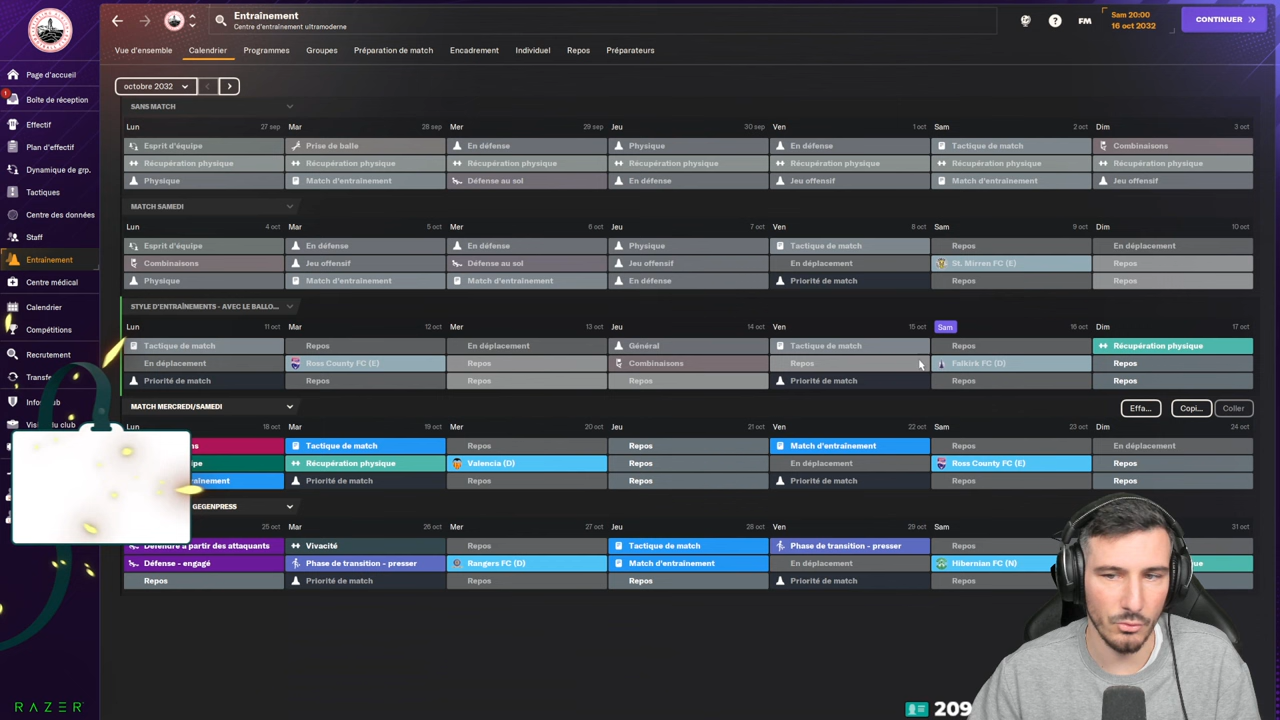 Entraînement
Centre d'entraînement ultramoderne
FM
Sam 20:00
16 oct 2032
CONTINUER
Vue d'ensemble Calendrier Programmes Groupes Préparation de match Encadrement Individuel Repos Préparateurs
Page d'accueil
1
Boîte de réception
Effectif
Plan d'effectif
Dynamique de grp.
Tactiques
Centre des données
Staff
Entraînement
Centre médical
Calendrier
Compétitions
Recrutement
Transfe
Info
ub
Vis
du club
octobre 2032
SANS MATCH
Lun 27 sep Mar 28 sep Mer 29 sep Jeu 30 sep Ven 1 oct Sam 2 oct Dim 3 oct
Esprit d'équipe Prise de balle En défense Physique En défense Tactique de match Combinaisons
Récupération physique Récupération physique Récupération physique Récupération physique Récupération physique Récupération physique Récupération physique
Physique Match d'entraînement Défense au sol En défense Jeu offensif Match d'entraînement Jeu offensif
MATCH SAMEDI
Lun 4 oct Mar 5 oct Mer 6 oct Jeu 7 oct Ven 8 oct Sam 9 oct Dim 10 oct
Esprit d'équipe En défense En défense Physique Tactique de match Repos En déplacement
Combinaisons Jeu offensif Défense au sol Jeu offensif En déplacement St. Mirren FC (E) Repos
Physique Match d'entraînement Match d'entraînement En défense Priorité de match Repos Repos
STYLE D'ENTRAÎNEMENTS - AVEC LE BALLO...
Lun 11 oct Mar 12 oct Mer 13 oct Jeu 14 oct Ven 15 oct Sam 16 oct Dim 17 oct
Tactique de match Repos En déplacement Général Tactique de match Repos Récupération physique
En déplacement Ross County FC (E) Repos Combinaisons Repos Falkirk FC (D) Repos
Priorité de match Repos Repos Repos Priorité de match Repos Repos
MATCH MERCREDI/SAMEDI Effa... Copi... Coller
Lun 18 oct Mar 19 oct Mer 20 oct Jeu 21 oct Ven 22 oct Sam 23 oct Dim 24 oct
ns Tactique de match Repos Repos Match d'entraînement Repos En déplacement
ipe Récupération physique Valencia (D) Repos En déplacement Ross County FC (E) Repos
raînement Priorité de match Repos Repos Priorité de match Repos Repos
GEGENPRESS
25 oct Mar 26 oct Mer 27 oct Jeu 28 oct Ven 29 oct Sam 31 oct
Défendre à partir des attaquants Vivacité Repos Tactique de match Phase de transition - presser Repos
Défense - engagé Phase de transition - presser Rangers FC (D) Match d'entraînement En déplacement Hibernian FC (N) que
Repos Priorité de match Repos Repos Priorité de match Repos
RAZER
209